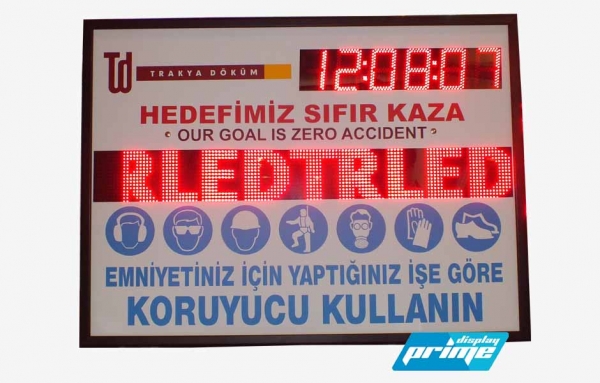 Td
TRAKYA DÖKÜM
12:08:07
HEDEFİMİZ SIFIR KAZA
OUR GOAL IS ZERO ACCIDENT
RLEDTRLED
EMNİYETİNİZ İÇİN YAPTIĞINIZ İŞE GÖRE
KORUYUCU KULLANIN
display
prime